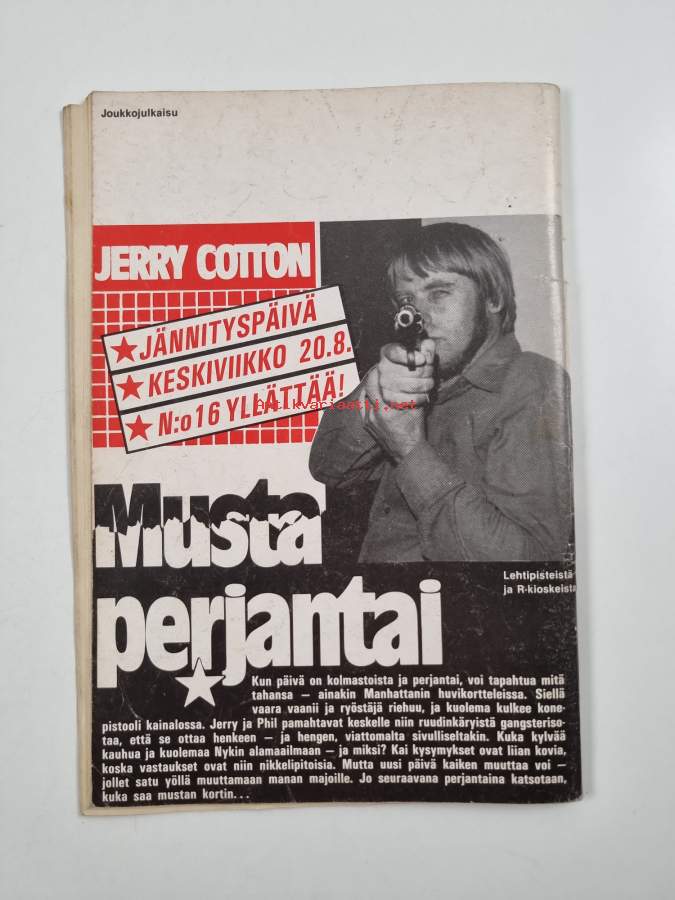 Joukkojulkaisu
JERRY COTTON
★ JÄNNITYSPÄIVÄ
★ KESKIVIIKKO 20.8.
★ N:o 16 YLLÄTTÄÄ!
Antikvariaatti.net
Musta
perjantai
Lehtipisteistä
ja R-kioskeista
Kun päivä on kolmastoista ja perjantai, voi tapahtua mitä
tahansa — ainakin Manhattanin huvikortteleissa. Siellä
vaara vaanii ja ryöstäjä riehuu, ja kuolema kulkee kone-
pistooli kainalossa. Jerry ja Phil pamahtavat keskelle niin ruudinkäryistä gangsteriso-
taa, että se ottaa henkeen — ja hengen, viattomalta sivulliseltakin. Kuka kylvää
kauhua ja kuolemaa Nykin alamaailmaan — ja miksi? Kai kysymykset ovat liian kovia,
koska vastaukset ovat niin nikkelipitoisia. Mutta uusi päivä kaiken muuttaa voi —
jollet satu yöllä muuttamaan manan majoille. Jo seuraavana perjantaina katsotaan,
kuka saa mustan kortin...